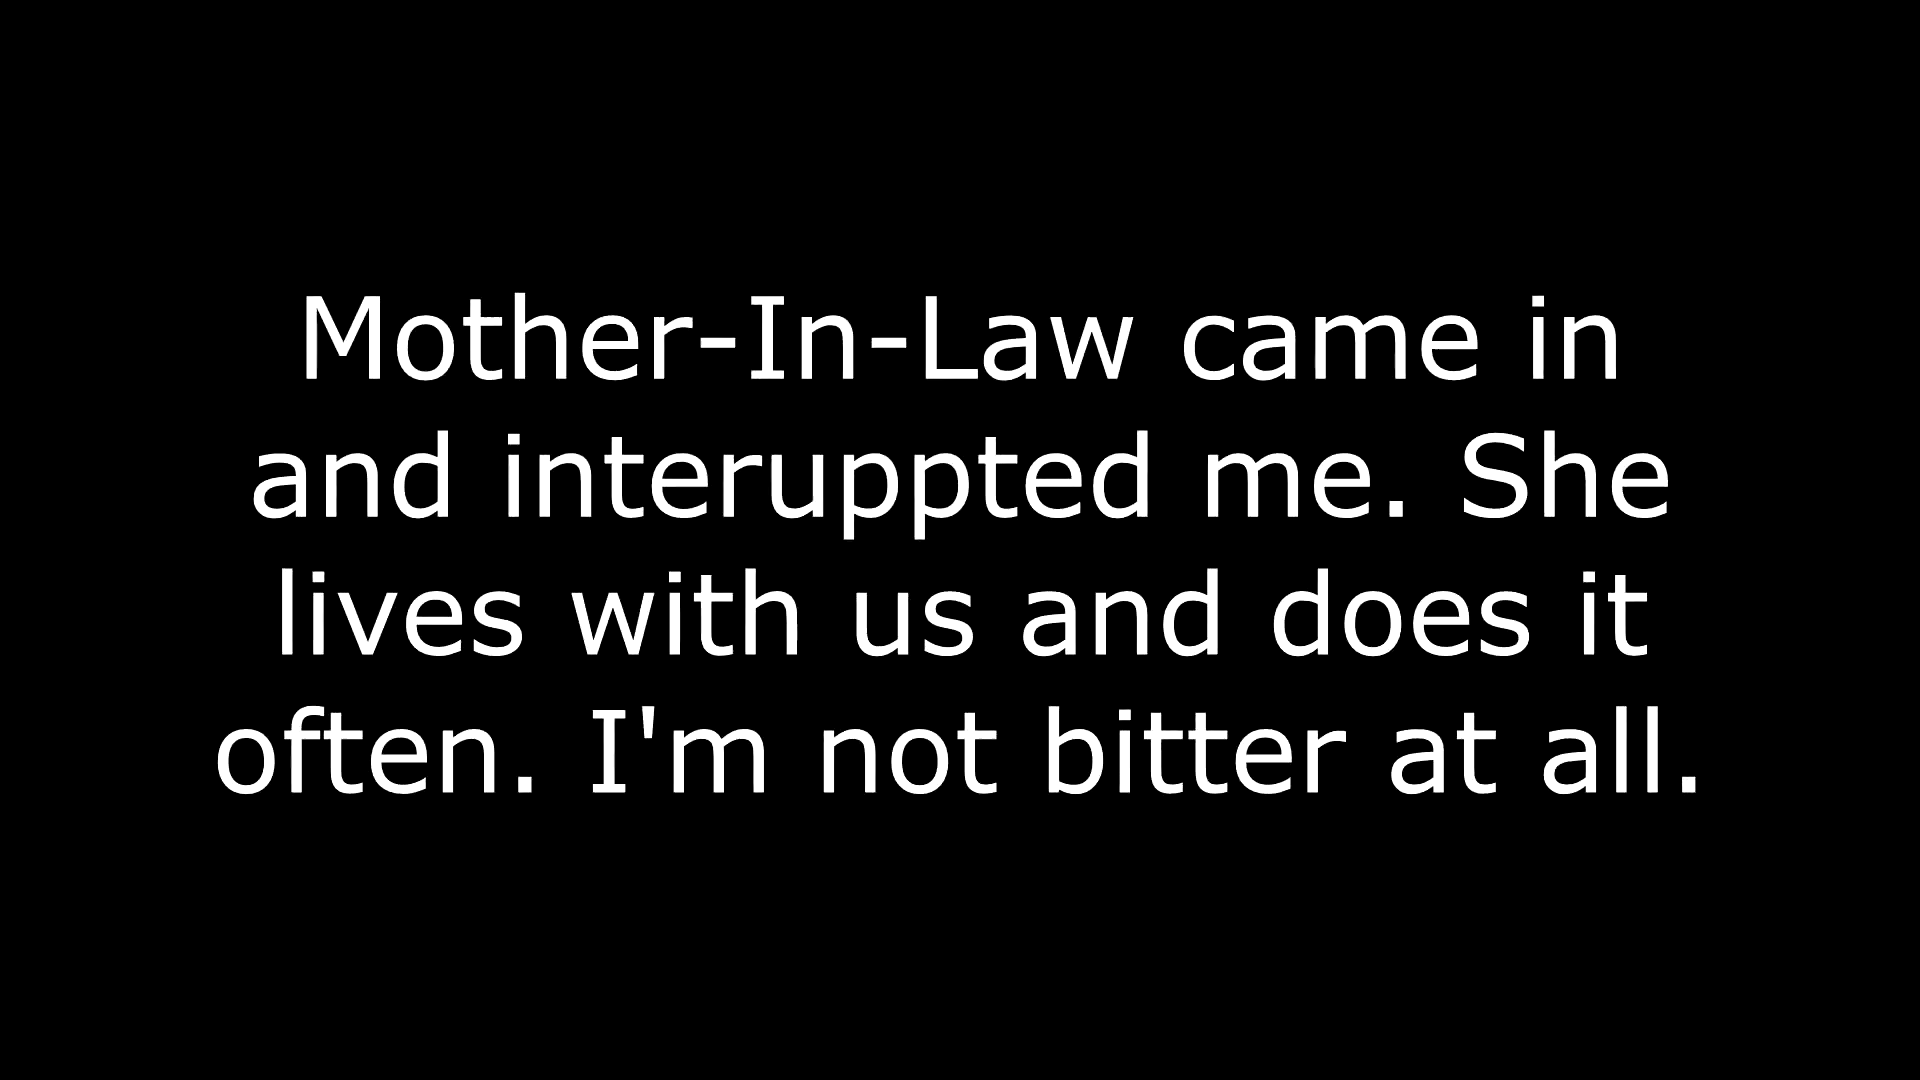 Mother-In-Law came in
and interuppted me. She
lives with us and does it
often. I'm not bitter at all.